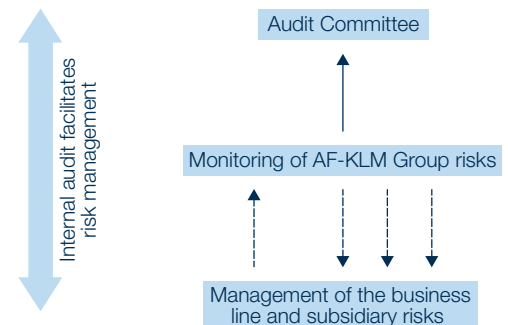 Audit Committee
Internal audit facilitates
risk management
Monitoring of AF-KLM Group risks
Management of the business
line and subsidiary risks